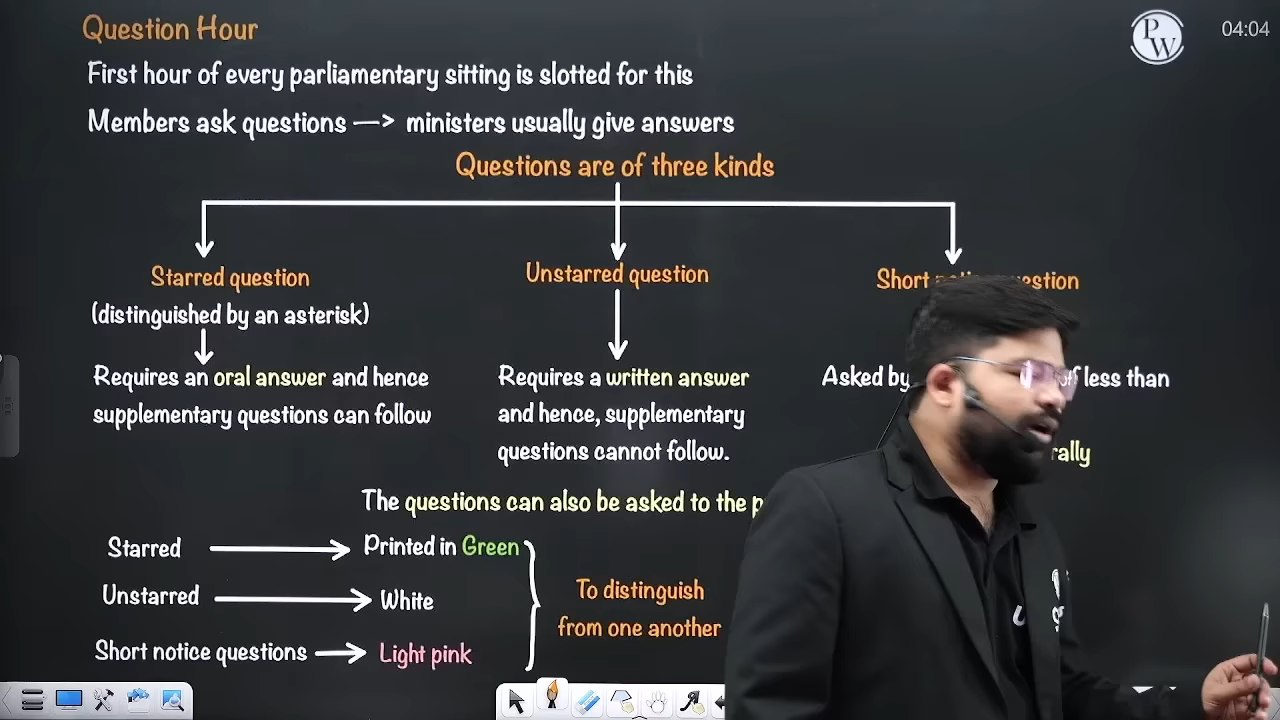 Question Hour
PW
04:04
First hour of every parliamentary sitting is slotted for this
Members ask questions —> ministers usually give answers
Questions are of three kinds
Starred question
Unstarred question
Short question
(distinguished by an asterisk)
Requires an oral answer and hence
supplementary questions can follow
Requires a written answer
and hence, supplementary
questions cannot follow.
Asked by less than
The questions can also be asked to the
Starred
Printed in Green
Unstarred
White
Short notice questions
Light pink
To distinguish
from one another